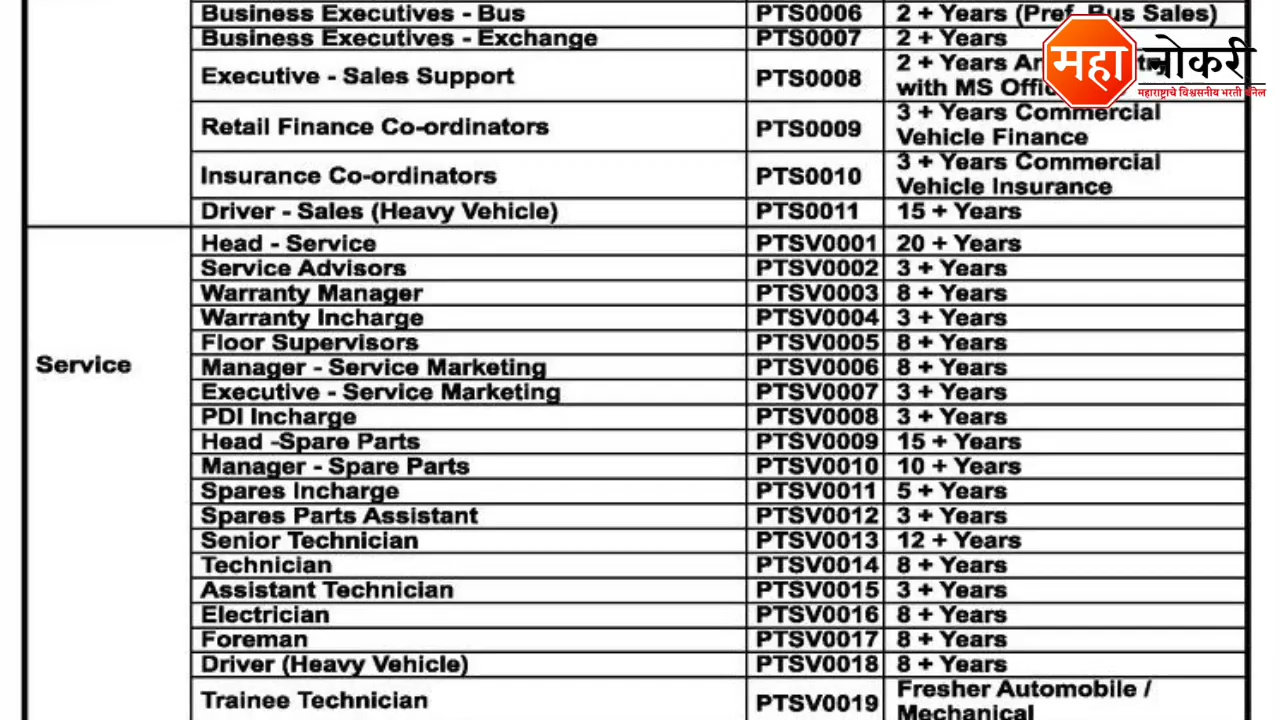 Business Executives - Bus PTS0006 2 + Years (Pref. Bus Sales)
Business Executives - Exchange PTS0007 2 + Years
Executive - Sales Support PTS0008 2 + Years
with MS
Retail Finance Co-ordinators PTS0009 3 + Years Commercial
Vehicle Finance
Insurance Co-ordinators PTS0010 3 + Years Commercial
Vehicle Insurance
Driver - Sales (Heavy Vehicle) PTS0011 15 + Years
Service
Head - Service PTSV0001 20 + Years
Service Advisors PTSV0002 3 + Years
Warranty Manager PTSV0003 8 + Years
Warranty Incharge PTSV0004 3 + Years
Floor Supervisors PTSV0005 8 + Years
Manager - Service Marketing PTSV0006 8 + Years
Executive - Service Marketing PTSV0007 3 + Years
PDI Incharge PTSV0008 3 + Years
Head -Spare Parts PTSV0009 15 + Years
Manager - Spare Parts PTSV0010 10 + Years
Spares Incharge PTSV0011 5 + Years
Spares Parts Assistant PTSV0012 3 + Years
Senior Technician PTSV0013 12 + Years
Technician PTSV0014 8 + Years
Assistant Technician PTSV0015 3 + Years
Electrician PTSV0016 8 + Years
Foreman PTSV0017 8 + Years
Driver (Heavy Vehicle) PTSV0018 8 + Years
Trainee Technician PTSV0019 Fresher Automobile /
Mechanical
महा नोकरी
महाराष्ट्राचे विश्वसनीय भरती चॅनेल